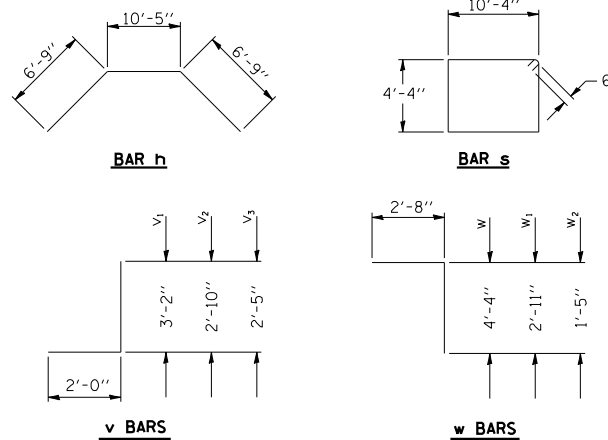 10'-5"
6'-9"
6'-9"
BAR h
10'-4"
4'-4"
6
BAR s
v₁
v₂
v₃
3'-2"
2'-10"
2'-5"
2'-0"
v BARS
2'-8"
w
w₁
w₂
4'-4"
2'-11"
1'-5"
w BARS